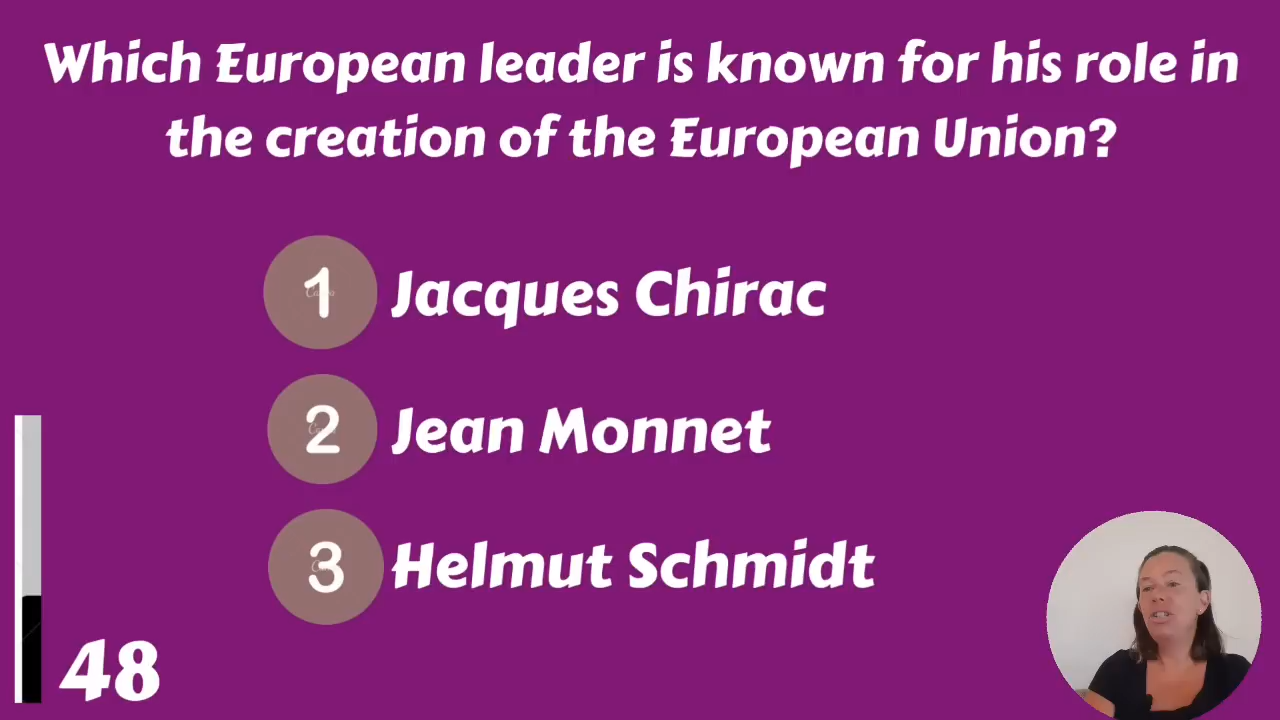 Which European leader is known for his role in
the creation of the European Union?
1 Jacques Chirac
2 Jean Monnet
3 Helmut Schmidt
48